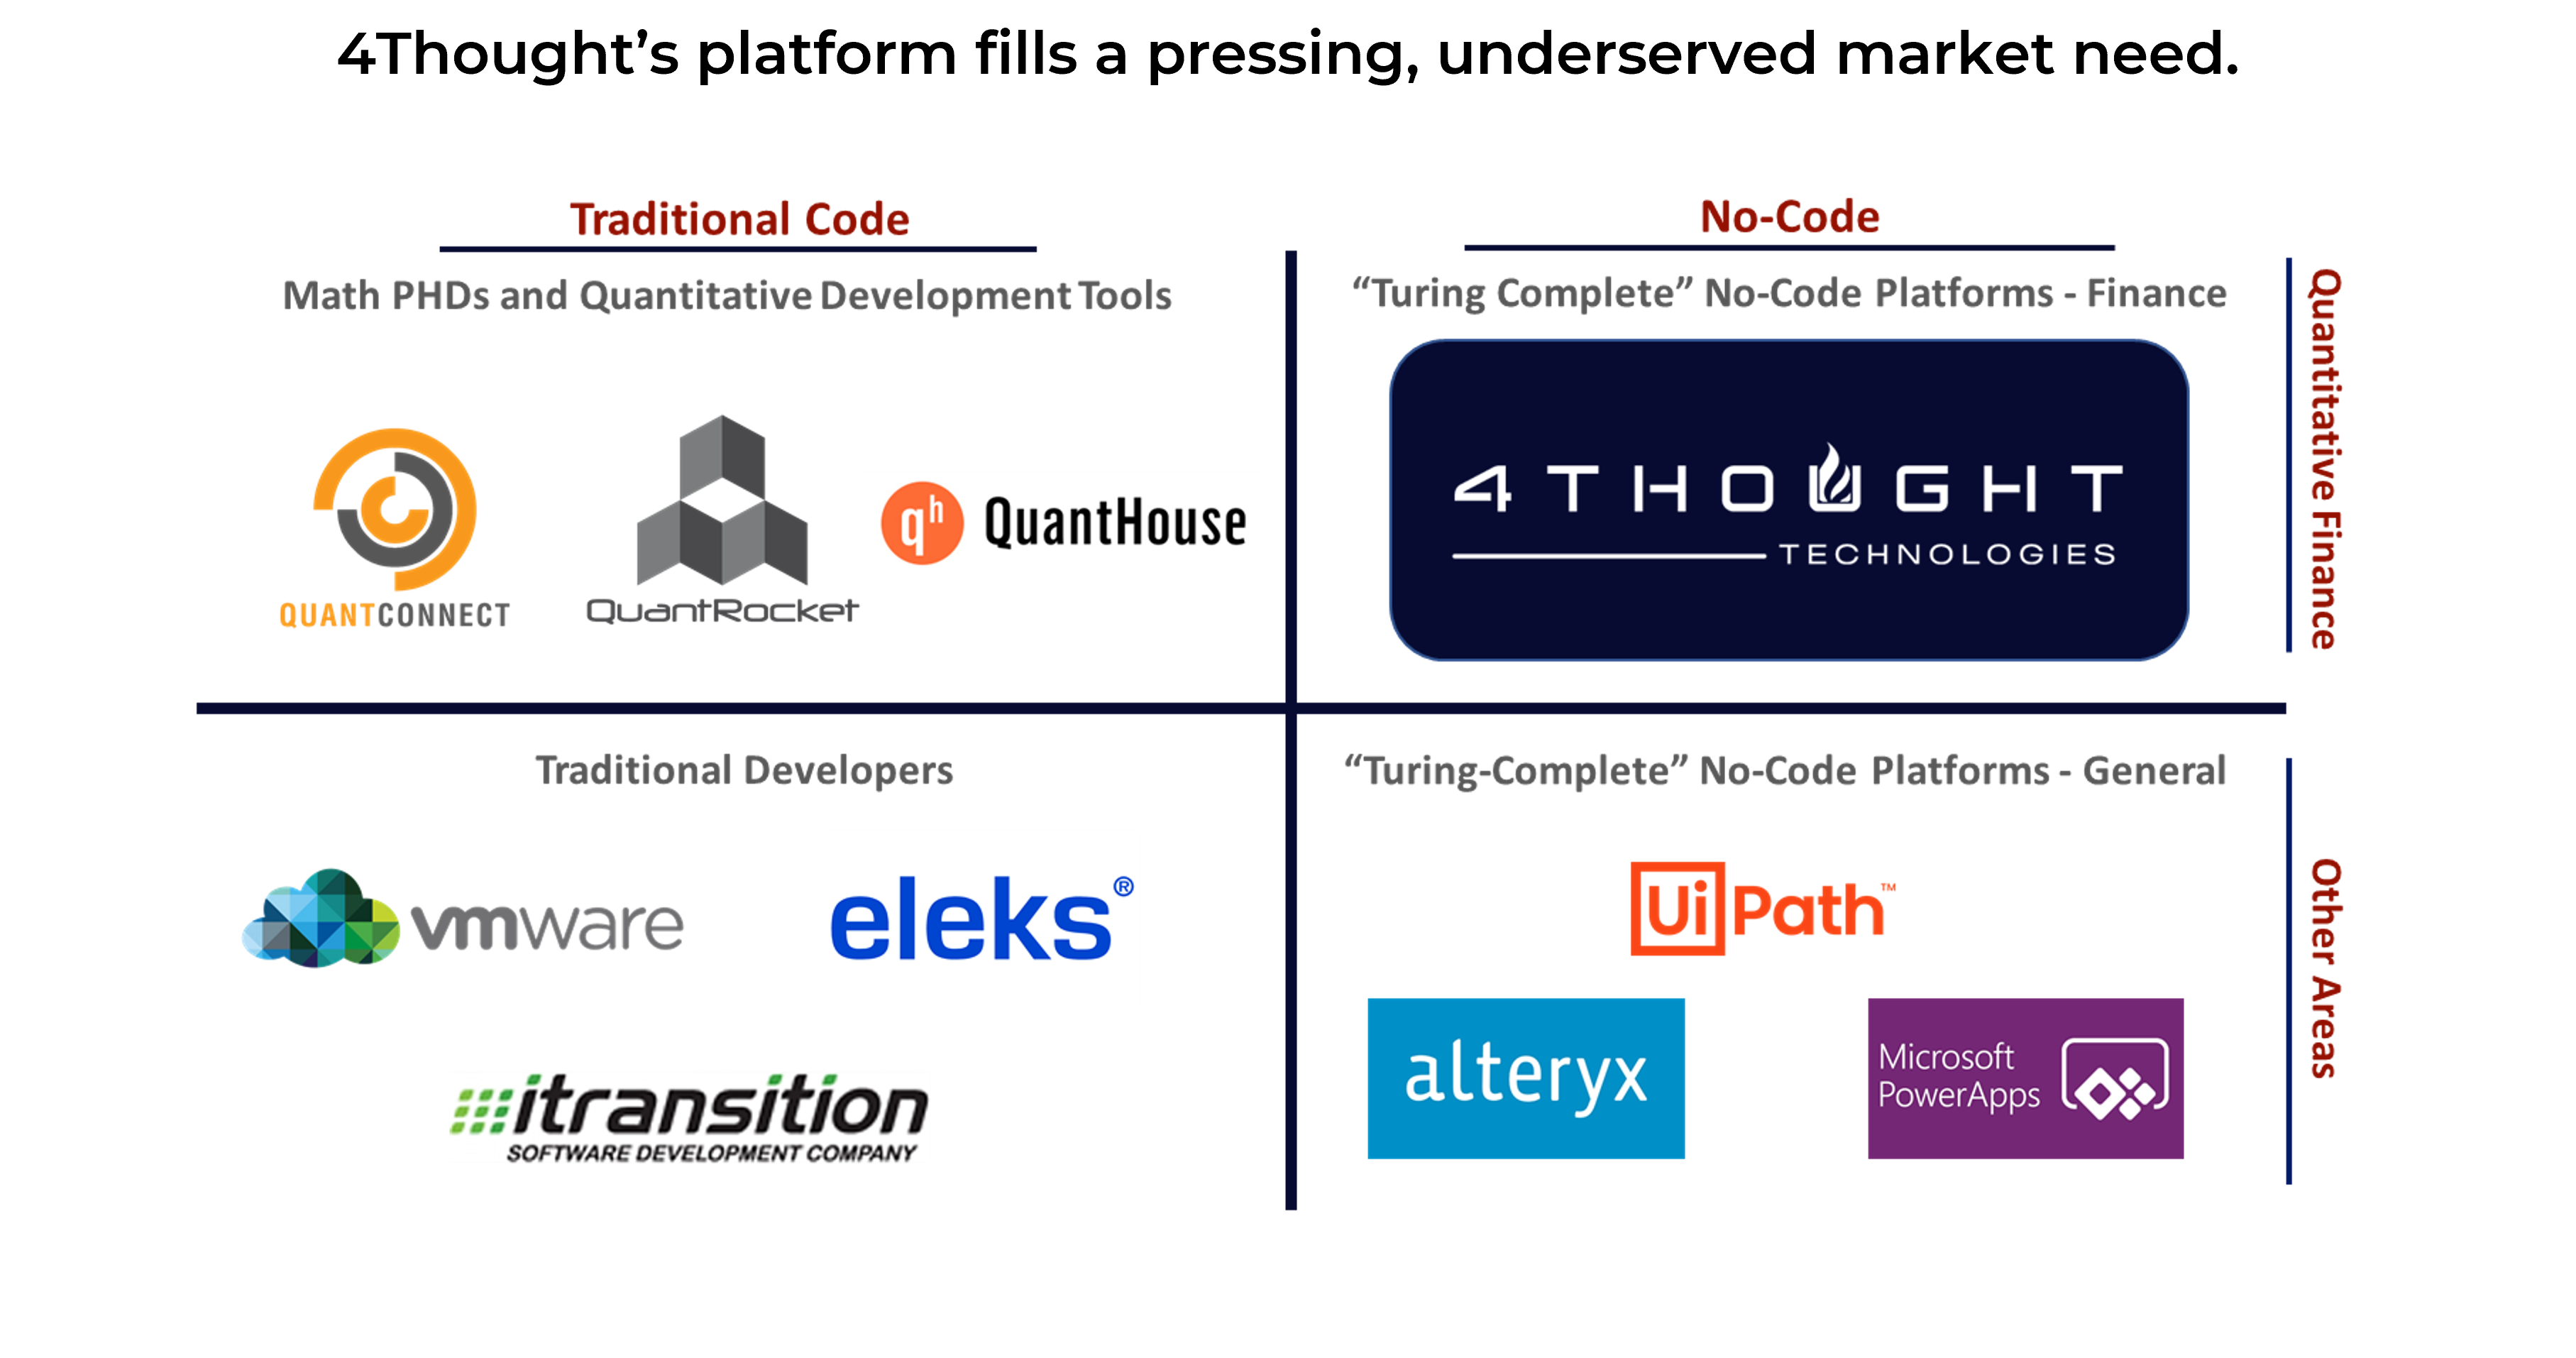 4Thought’s platform fills a pressing, underserved market need.
Traditional Code
No-Code
Math PHDs and Quantitative Development Tools
“Turing Complete” No-Code Platforms - Finance
Quantitative Finance
QUANTCONNECT
QuantRocket
qh QuantHouse
4THOUGHT
TECHNOLOGIES
Traditional Developers
“Turing-Complete” No-Code Platforms - General
Other Areas
vmware
eleks®
itransition
SOFTWARE DEVELOPMENT COMPANY
UiPath™
alteryx
Microsoft
PowerApps